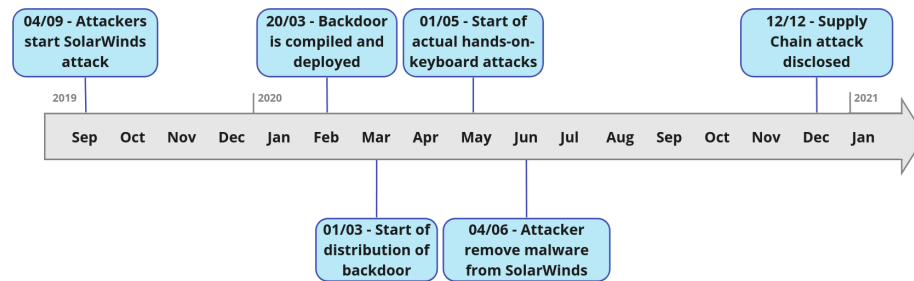 04/09 - Attackers
start SolarWinds
attack
20/03 - Backdoor
is compiled and
deployed
01/05 - Start of
actual hands-on-
keyboard attacks
12/12 - Supply
Chain attack
disclosed
2019
2020
2021
Sep Oct Nov Dec Jan Feb Mar Apr May Jun Jul Aug Sep Oct Nov Dec Jan
01/03 - Start of
distribution of
backdoor
04/06 - Attacker
remove malware
from SolarWinds